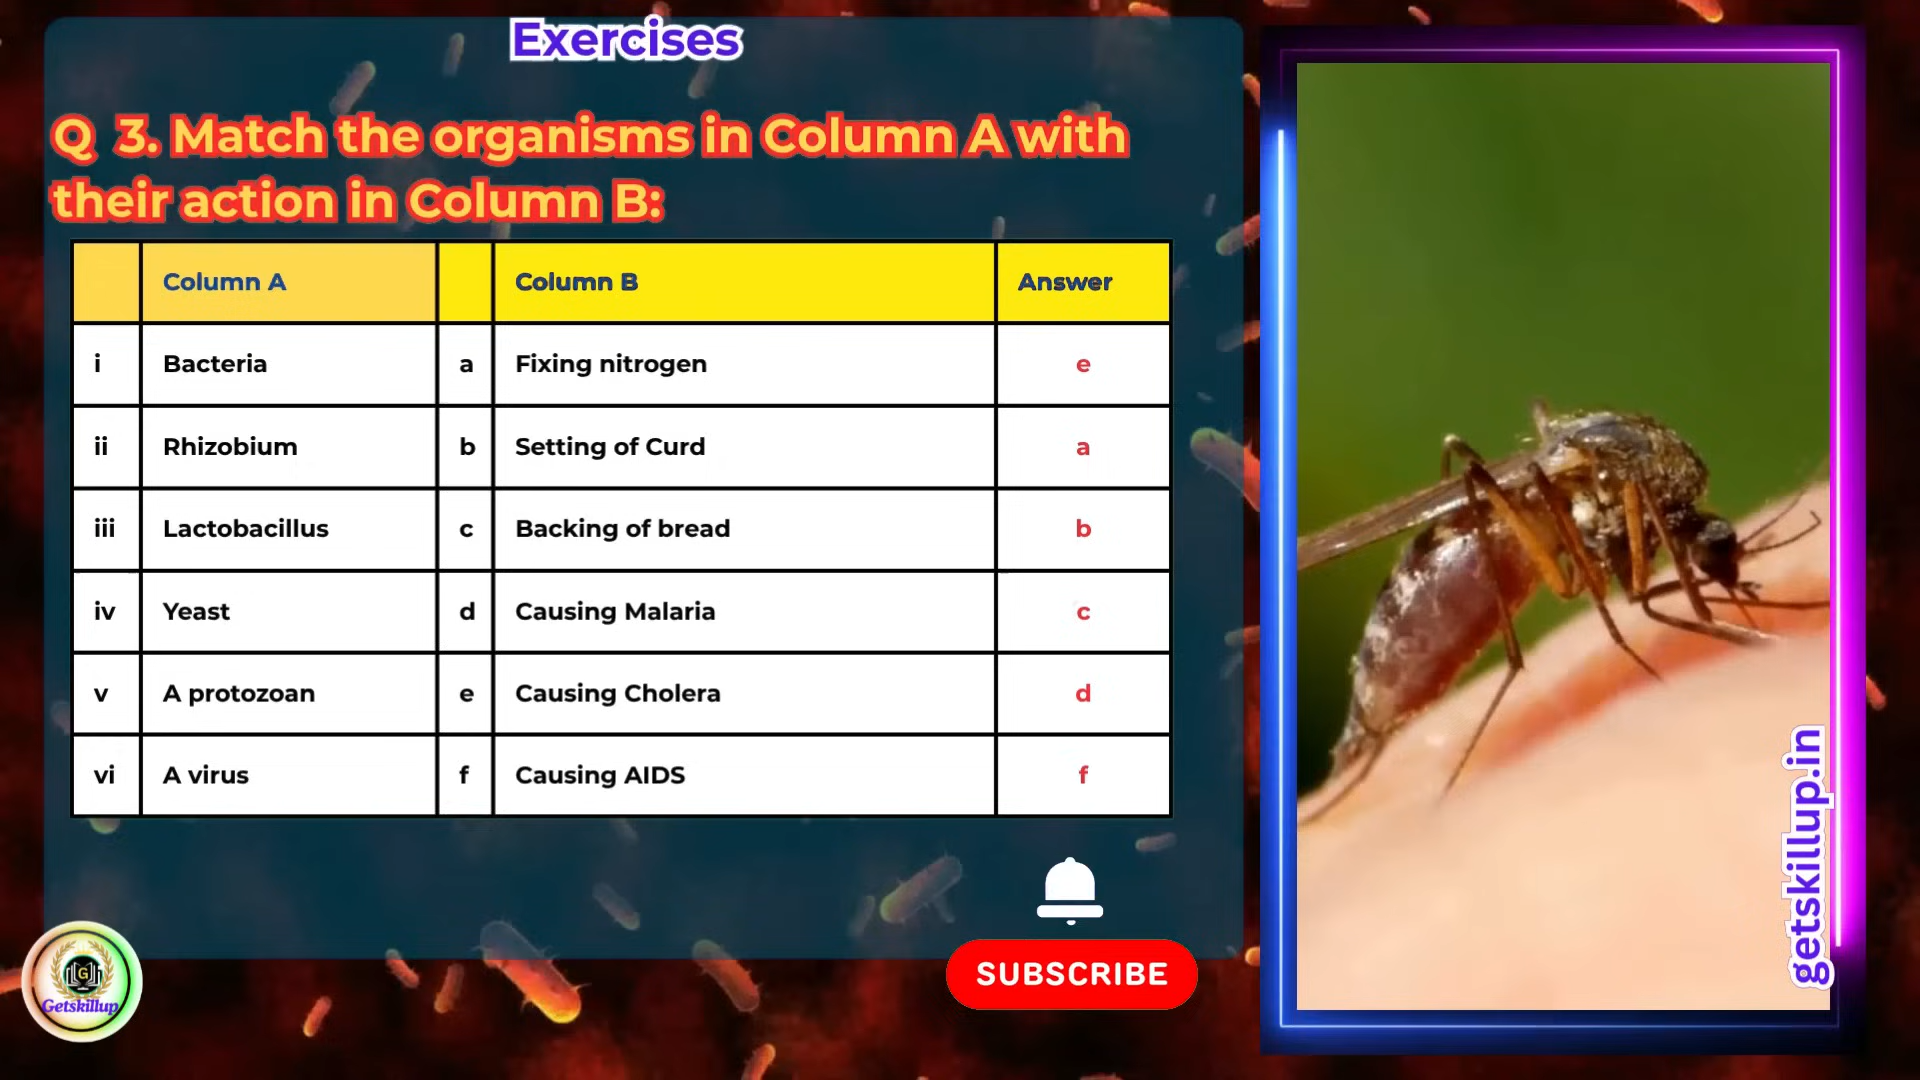 Exercises
Q 3. Match the organisms in Column A with
their action in Column B:
Column A Column B Answer
i Bacteria a Fixing nitrogen e
ii Rhizobium b Setting of Curd a
iii Lactobacillus c Backing of bread b
iv Yeast d Causing Malaria c
v A protozoan e Causing Cholera d
vi A virus f Causing AIDS f
SUBSCRIBE
G
Getskillup
getskillup.in